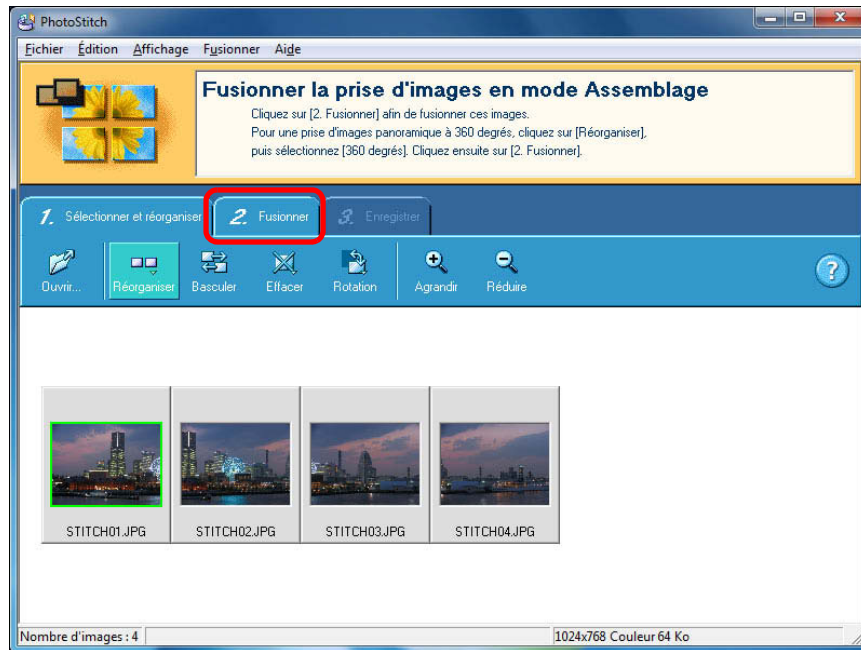 PhotoStitch
Fichier Édition Affichage Fusionner Aide
Fusionner la prise d'images en mode Assemblage
Cliquez sur [2. Fusionner] afin de fusionner ces images.
Pour une prise d'images panoramique à 360 degrés, cliquez sur [Réorganiser],
puis sélectionnez [360 degrés]. Cliquez ensuite sur [2. Fusionner].
1. Sélectionner et réorganiser 2. Fusionner 3. Enregistrer
Ouvrir... Réorganiser Basculer Effacer Rotation Agrandir Réduire ?
STITCH01.JPG STITCH02.JPG STITCH03.JPG STITCH04.JPG
Nombre d'images : 4 1024x768 Couleur 64 Ko